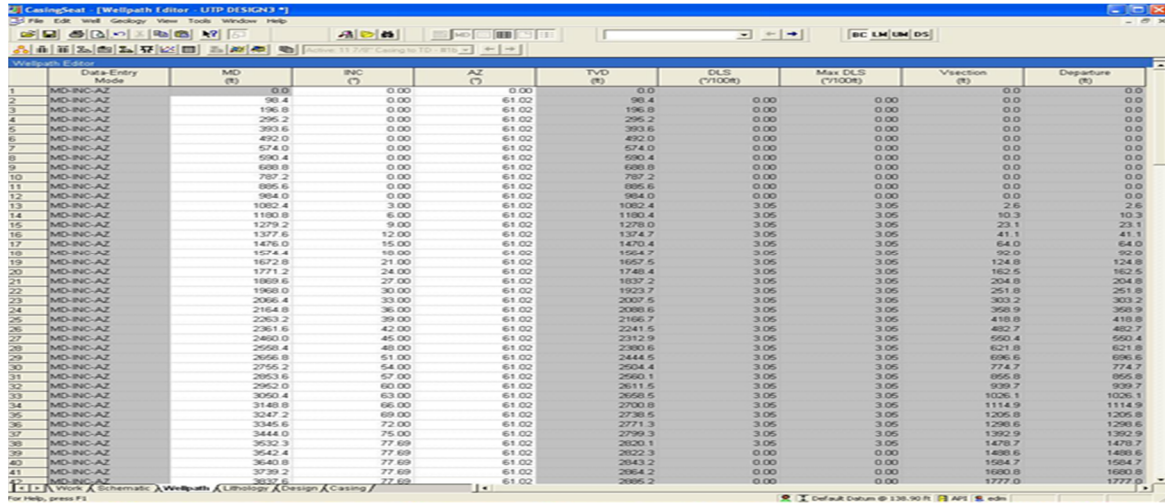 CasingSeat - [Wellpath Editor - UTP DESIGN3 *]
File Edit Well Geology View Tools Window Help
MD BC LM UM DS
Active: 11 7/8" Casing to TD - #1b
Wellpath Editor
Data-Entry Mode MD (ft) INC (°) AZ (°) TVD (ft) DLS (°/100ft) Max DLS (°/100ft) Vsection (ft) Departure (ft)
1 MD-INC-AZ 0.0 0.00 0.00 0.0 0.0 0.0
2 MD-INC-AZ 98.4 0.00 61.02 98.4 0.00 0.00 0.0 0.0
3 MD-INC-AZ 196.8 0.00 61.02 196.8 0.00 0.00 0.0 0.0
4 MD-INC-AZ 295.2 0.00 61.02 295.2 0.00 0.00 0.0 0.0
5 MD-INC-AZ 393.6 0.00 61.02 393.6 0.00 0.00 0.0 0.0
6 MD-INC-AZ 492.0 0.00 61.02 492.0 0.00 0.00 0.0 0.0
7 MD-INC-AZ 574.0 0.00 61.02 574.0 0.00 0.00 0.0 0.0
8 MD-INC-AZ 590.4 0.00 61.02 590.4 0.00 0.00 0.0 0.0
9 MD-INC-AZ 688.8 0.00 61.02 688.8 0.00 0.00 0.0 0.0
10 MD-INC-AZ 787.2 0.00 61.02 787.2 0.00 0.00 0.0 0.0
11 MD-INC-AZ 885.6 0.00 61.02 885.6 0.00 0.00 0.0 0.0
12 MD-INC-AZ 984.0 0.00 61.02 984.0 0.00 0.00 0.0 0.0
13 MD-INC-AZ 1082.4 3.00 61.02 1082.4 3.05 3.05 2.6 2.6
14 MD-INC-AZ 1180.8 6.00 61.02 1180.4 3.05 3.05 10.3 10.3
15 MD-INC-AZ 1279.2 9.00 61.02 1278.0 3.05 3.05 23.1 23.1
16 MD-INC-AZ 1377.6 12.00 61.02 1374.7 3.05 3.05 41.1 41.1
17 MD-INC-AZ 1476.0 15.00 61.02 1470.4 3.05 3.05 64.0 64.0
18 MD-INC-AZ 1574.4 18.00 61.02 1564.7 3.05 3.05 92.0 92.0
19 MD-INC-AZ 1672.8 21.00 61.02 1657.5 3.05 3.05 124.8 124.8
20 MD-INC-AZ 1771.2 24.00 61.02 1748.4 3.05 3.05 162.5 162.5
21 MD-INC-AZ 1869.6 27.00 61.02 1837.2 3.05 3.05 204.8 204.8
22 MD-INC-AZ 1968.0 30.00 61.02 1923.7 3.05 3.05 251.8 251.8
23 MD-INC-AZ 2066.4 33.00 61.02 2007.5 3.05 3.05 303.2 303.2
24 MD-INC-AZ 2164.8 36.00 61.02 2088.6 3.05 3.05 358.9 358.9
25 MD-INC-AZ 2263.2 39.00 61.02 2166.7 3.05 3.05 418.8 418.8
26 MD-INC-AZ 2361.6 42.00 61.02 2241.5 3.05 3.05 482.7 482.7
27 MD-INC-AZ 2460.0 45.00 61.02 2312.9 3.05 3.05 550.4 550.4
28 MD-INC-AZ 2558.4 48.00 61.02 2380.6 3.05 3.05 621.8 621.8
29 MD-INC-AZ 2656.8 51.00 61.02 2444.5 3.05 3.05 696.6 696.6
30 MD-INC-AZ 2755.2 54.00 61.02 2504.4 3.05 3.05 774.7 774.7
31 MD-INC-AZ 2853.6 57.00 61.02 2560.1 3.05 3.05 855.8 855.8
32 MD-INC-AZ 2952.0 60.00 61.02 2611.5 3.05 3.05 939.7 939.7
33 MD-INC-AZ 3050.4 63.00 61.02 2658.5 3.05 3.05 1026.1 1026.1
34 MD-INC-AZ 3148.8 66.00 61.02 2700.8 3.05 3.05 1114.9 1114.9
35 MD-INC-AZ 3247.2 69.00 61.02 2738.5 3.05 3.05 1205.8 1205.8
36 MD-INC-AZ 3345.6 72.00 61.02 2771.3 3.05 3.05 1298.6 1298.6
37 MD-INC-AZ 3444.0 75.00 61.02 2799.3 3.05 3.05 1392.9 1392.9
38 MD-INC-AZ 3532.3 77.69 61.02 2820.1 3.05 3.05 1478.7 1478.7
39 MD-INC-AZ 3542.4 77.69 61.02 2822.3 0.00 0.00 1488.6 1488.6
40 MD-INC-AZ 3640.8 77.69 61.02 2843.2 0.00 0.00 1584.7 1584.7
41 MD-INC-AZ 3739.2 77.69 61.02 2864.2 0.00 0.00 1680.8 1680.8
42 MD-INC-AZ 3837.6 77.69 61.02 2885.2 0.00 0.00 1777.0 1777.0
Work Schematic Wellpath Lithology Design Casing
For Help, press F1 Default Datum @ 138.90 ft API edm